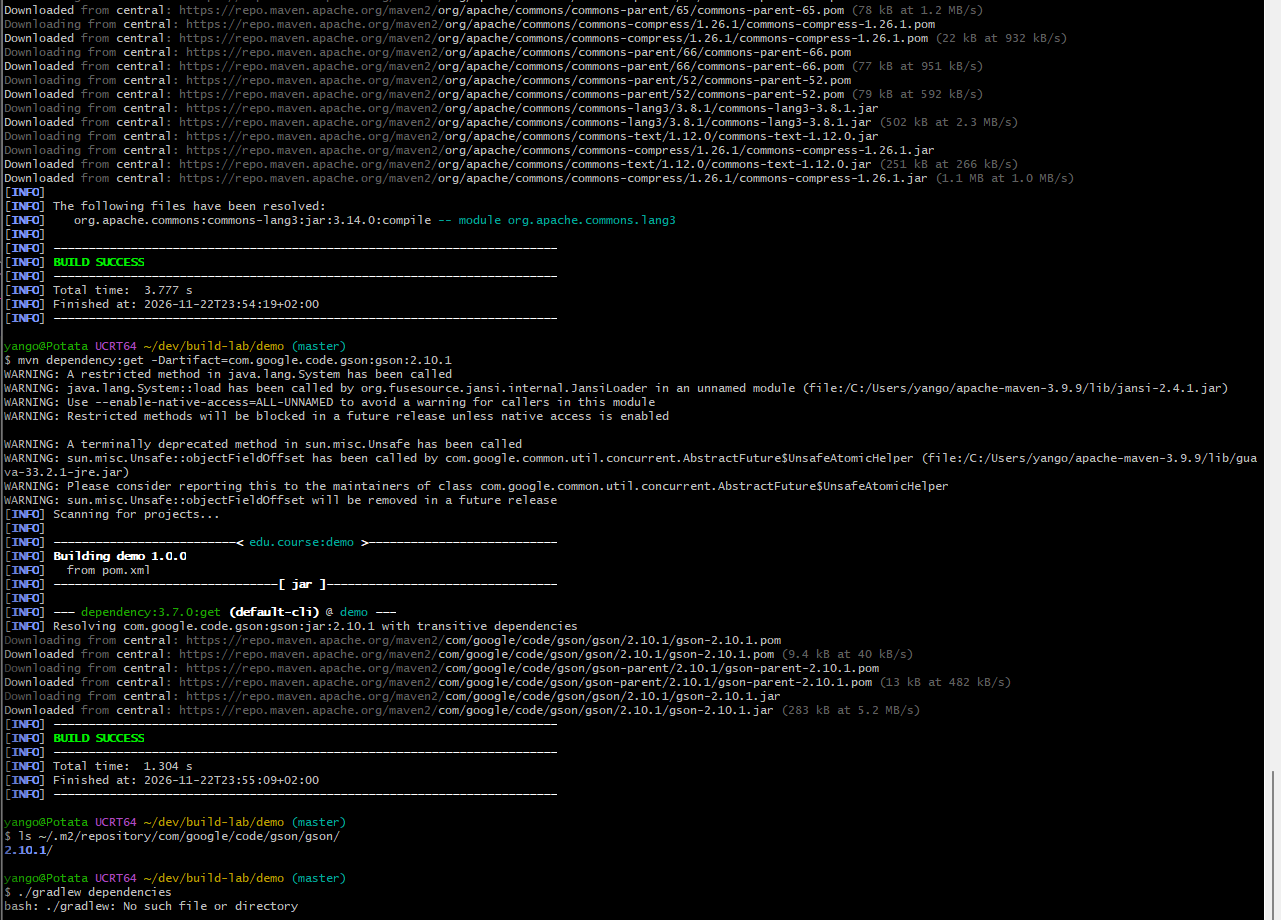 Downloaded from central: https://repo.maven.apache.org/maven2/org/apache/commons/commons-parent/65/commons-parent-65.pom (78 kB at 1.2 MB/s)
Downloading from central: https://repo.maven.apache.org/maven2/org/apache/commons/commons-compress/1.26.1/commons-compress-1.26.1.pom
Downloaded from central: https://repo.maven.apache.org/maven2/org/apache/commons/commons-compress/1.26.1/commons-compress-1.26.1.pom (22 kB at 932 kB/s)
Downloading from central: https://repo.maven.apache.org/maven2/org/apache/commons/commons-parent/66/commons-parent-66.pom
Downloaded from central: https://repo.maven.apache.org/maven2/org/apache/commons/commons-parent/66/commons-parent-66.pom (77 kB at 951 kB/s)
Downloading from central: https://repo.maven.apache.org/maven2/org/apache/commons/commons-parent/52/commons-parent-52.pom
Downloaded from central: https://repo.maven.apache.org/maven2/org/apache/commons/commons-parent/52/commons-parent-52.pom (79 kB at 592 kB/s)
Downloading from central: https://repo.maven.apache.org/maven2/org/apache/commons/commons-lang3/3.8.1/commons-lang3-3.8.1.jar
Downloaded from central: https://repo.maven.apache.org/maven2/org/apache/commons/commons-lang3/3.8.1/commons-lang3-3.8.1.jar (502 kB at 2.3 MB/s)
Downloading from central: https://repo.maven.apache.org/maven2/org/apache/commons/commons-text/1.12.0/commons-text-1.12.0.jar
Downloading from central: https://repo.maven.apache.org/maven2/org/apache/commons/commons-compress/1.26.1/commons-compress-1.26.1.jar
Downloaded from central: https://repo.maven.apache.org/maven2/org/apache/commons/commons-text/1.12.0/commons-text-1.12.0.jar (251 kB at 266 kB/s)
Downloaded from central: https://repo.maven.apache.org/maven2/org/apache/commons/commons-compress/1.26.1/commons-compress-1.26.1.jar (1.1 MB at 1.0 MB/s)
[INFO]
[INFO] The following files have been resolved:
[INFO]    org.apache.commons:commons-lang3:jar:3.14.0:compile -- module org.apache.commons.lang3
[INFO]
[INFO] ------------------------------------------------------------------------
[INFO] BUILD SUCCESS
[INFO] ------------------------------------------------------------------------
[INFO] Total time:  3.777 s
[INFO] Finished at: 2026-11-22T23:54:19+02:00
[INFO] ------------------------------------------------------------------------
yango@Potata UCRT64 ~/dev/build-lab/demo (master)
$ mvn dependency:get -Dartifact=com.google.code.gson:gson:2.10.1
WARNING: A restricted method in java.lang.System has been called
WARNING: java.lang.System::load has been called by org.fusesource.jansi.internal.JansiLoader in an unnamed module (file:/C:/Users/yango/apache-maven-3.9.9/lib/jansi-2.4.1.jar)
WARNING: Use --enable-native-access=ALL-UNNAMED to avoid a warning for callers in this module
WARNING: Restricted methods will be blocked in a future release unless native access is enabled
WARNING: A terminally deprecated method in sun.misc.Unsafe has been called
WARNING: sun.misc.Unsafe::objectFieldOffset has been called by com.google.common.util.concurrent.AbstractFuture$UnsafeAtomicHelper (file:/C:/Users/yango/apache-maven-3.9.9/lib/gua
va-33.2.1-jre.jar)
WARNING: Please consider reporting this to the maintainers of class com.google.common.util.concurrent.AbstractFuture$UnsafeAtomicHelper
WARNING: sun.misc.Unsafe::objectFieldOffset will be removed in a future release
[INFO] Scanning for projects...
[INFO]
[INFO] --------------------------< edu.course:demo >---------------------------
[INFO] Building demo 1.0.0
[INFO]   from pom.xml
[INFO] --------------------------------[ jar ]---------------------------------
[INFO]
[INFO] --- dependency:3.7.0:get (default-cli) @ demo ---
[INFO] Resolving com.google.code.gson:gson:jar:2.10.1 with transitive dependencies
Downloading from central: https://repo.maven.apache.org/maven2/com/google/code/gson/gson/2.10.1/gson-2.10.1.pom
Downloaded from central: https://repo.maven.apache.org/maven2/com/google/code/gson/gson/2.10.1/gson-2.10.1.pom (9.4 kB at 40 kB/s)
Downloading from central: https://repo.maven.apache.org/maven2/com/google/code/gson/gson-parent/2.10.1/gson-parent-2.10.1.pom
Downloaded from central: https://repo.maven.apache.org/maven2/com/google/code/gson/gson-parent/2.10.1/gson-parent-2.10.1.pom (13 kB at 482 kB/s)
Downloading from central: https://repo.maven.apache.org/maven2/com/google/code/gson/gson/2.10.1/gson-2.10.1.jar
Downloaded from central: https://repo.maven.apache.org/maven2/com/google/code/gson/gson/2.10.1/gson-2.10.1.jar (283 kB at 5.2 MB/s)
[INFO] ------------------------------------------------------------------------
[INFO] BUILD SUCCESS
[INFO] ------------------------------------------------------------------------
[INFO] Total time:  1.304 s
[INFO] Finished at: 2026-11-22T23:55:09+02:00
[INFO] ------------------------------------------------------------------------
yango@Potata UCRT64 ~/dev/build-lab/demo (master)
$ ls ~/.m2/repository/com/google/code/gson/gson/
2.10.1/
yango@Potata UCRT64 ~/dev/build-lab/demo (master)
$ ./gradlew dependencies
bash: ./gradlew: No such file or directory